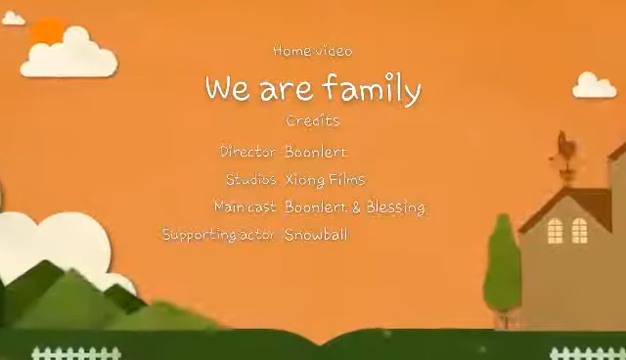 Home video
We are family
Credits
Director Boonlert
Studios Xiong Films
Main cast Boonlert & Blessing
Supporting actor Snowball